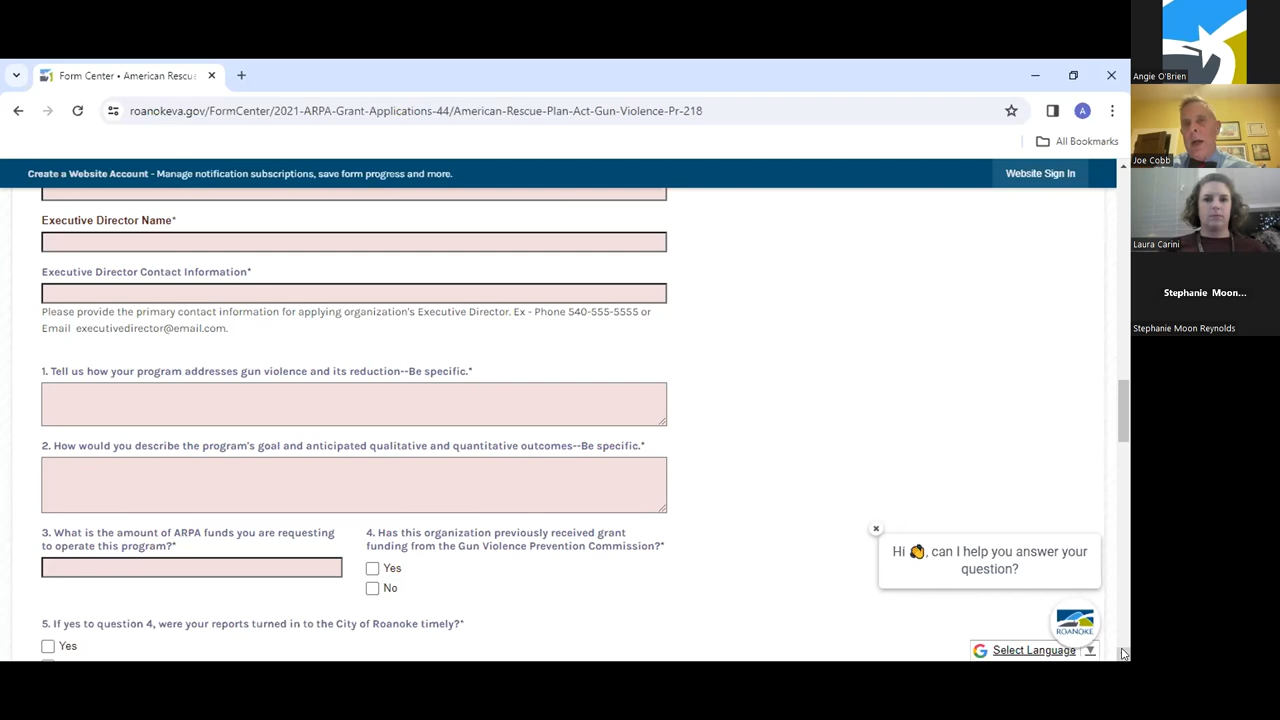 Form Center • American Rescu
roanokeva.gov/FormCenter/2021-ARPA-Grant-Applications-44/American-Rescue-Plan-Act-Gun-Violence-Pr-218
A
All Bookmarks
Create a Website Account - Manage notification subscriptions, save form progress and more.
Website Sign In
Executive Director Name*
Executive Director Contact Information*
Please provide the primary contact information for applying organization's Executive Director. Ex - Phone 540-555-5555 or
Email executivedirector@email.com.
1. Tell us how your program addresses gun violence and its reduction--Be specific.*
2. How would you describe the program's goal and anticipated qualitative and quantitative outcomes--Be specific.*
3. What is the amount of ARPA funds you are requesting
to operate this program?*
4. Has this organization previously received grant
funding from the Gun Violence Prevention Commission?*
Yes
No
5. If yes to question 4, were your reports turned in to the City of Roanoke timely?*
Yes
Hi 👏, can I help you answer your
question?
ROANOKE
Select Language
Angie O'Brien
Joe Cobb
Laura Carini
Stephanie Moon...
Stephanie Moon Reynolds